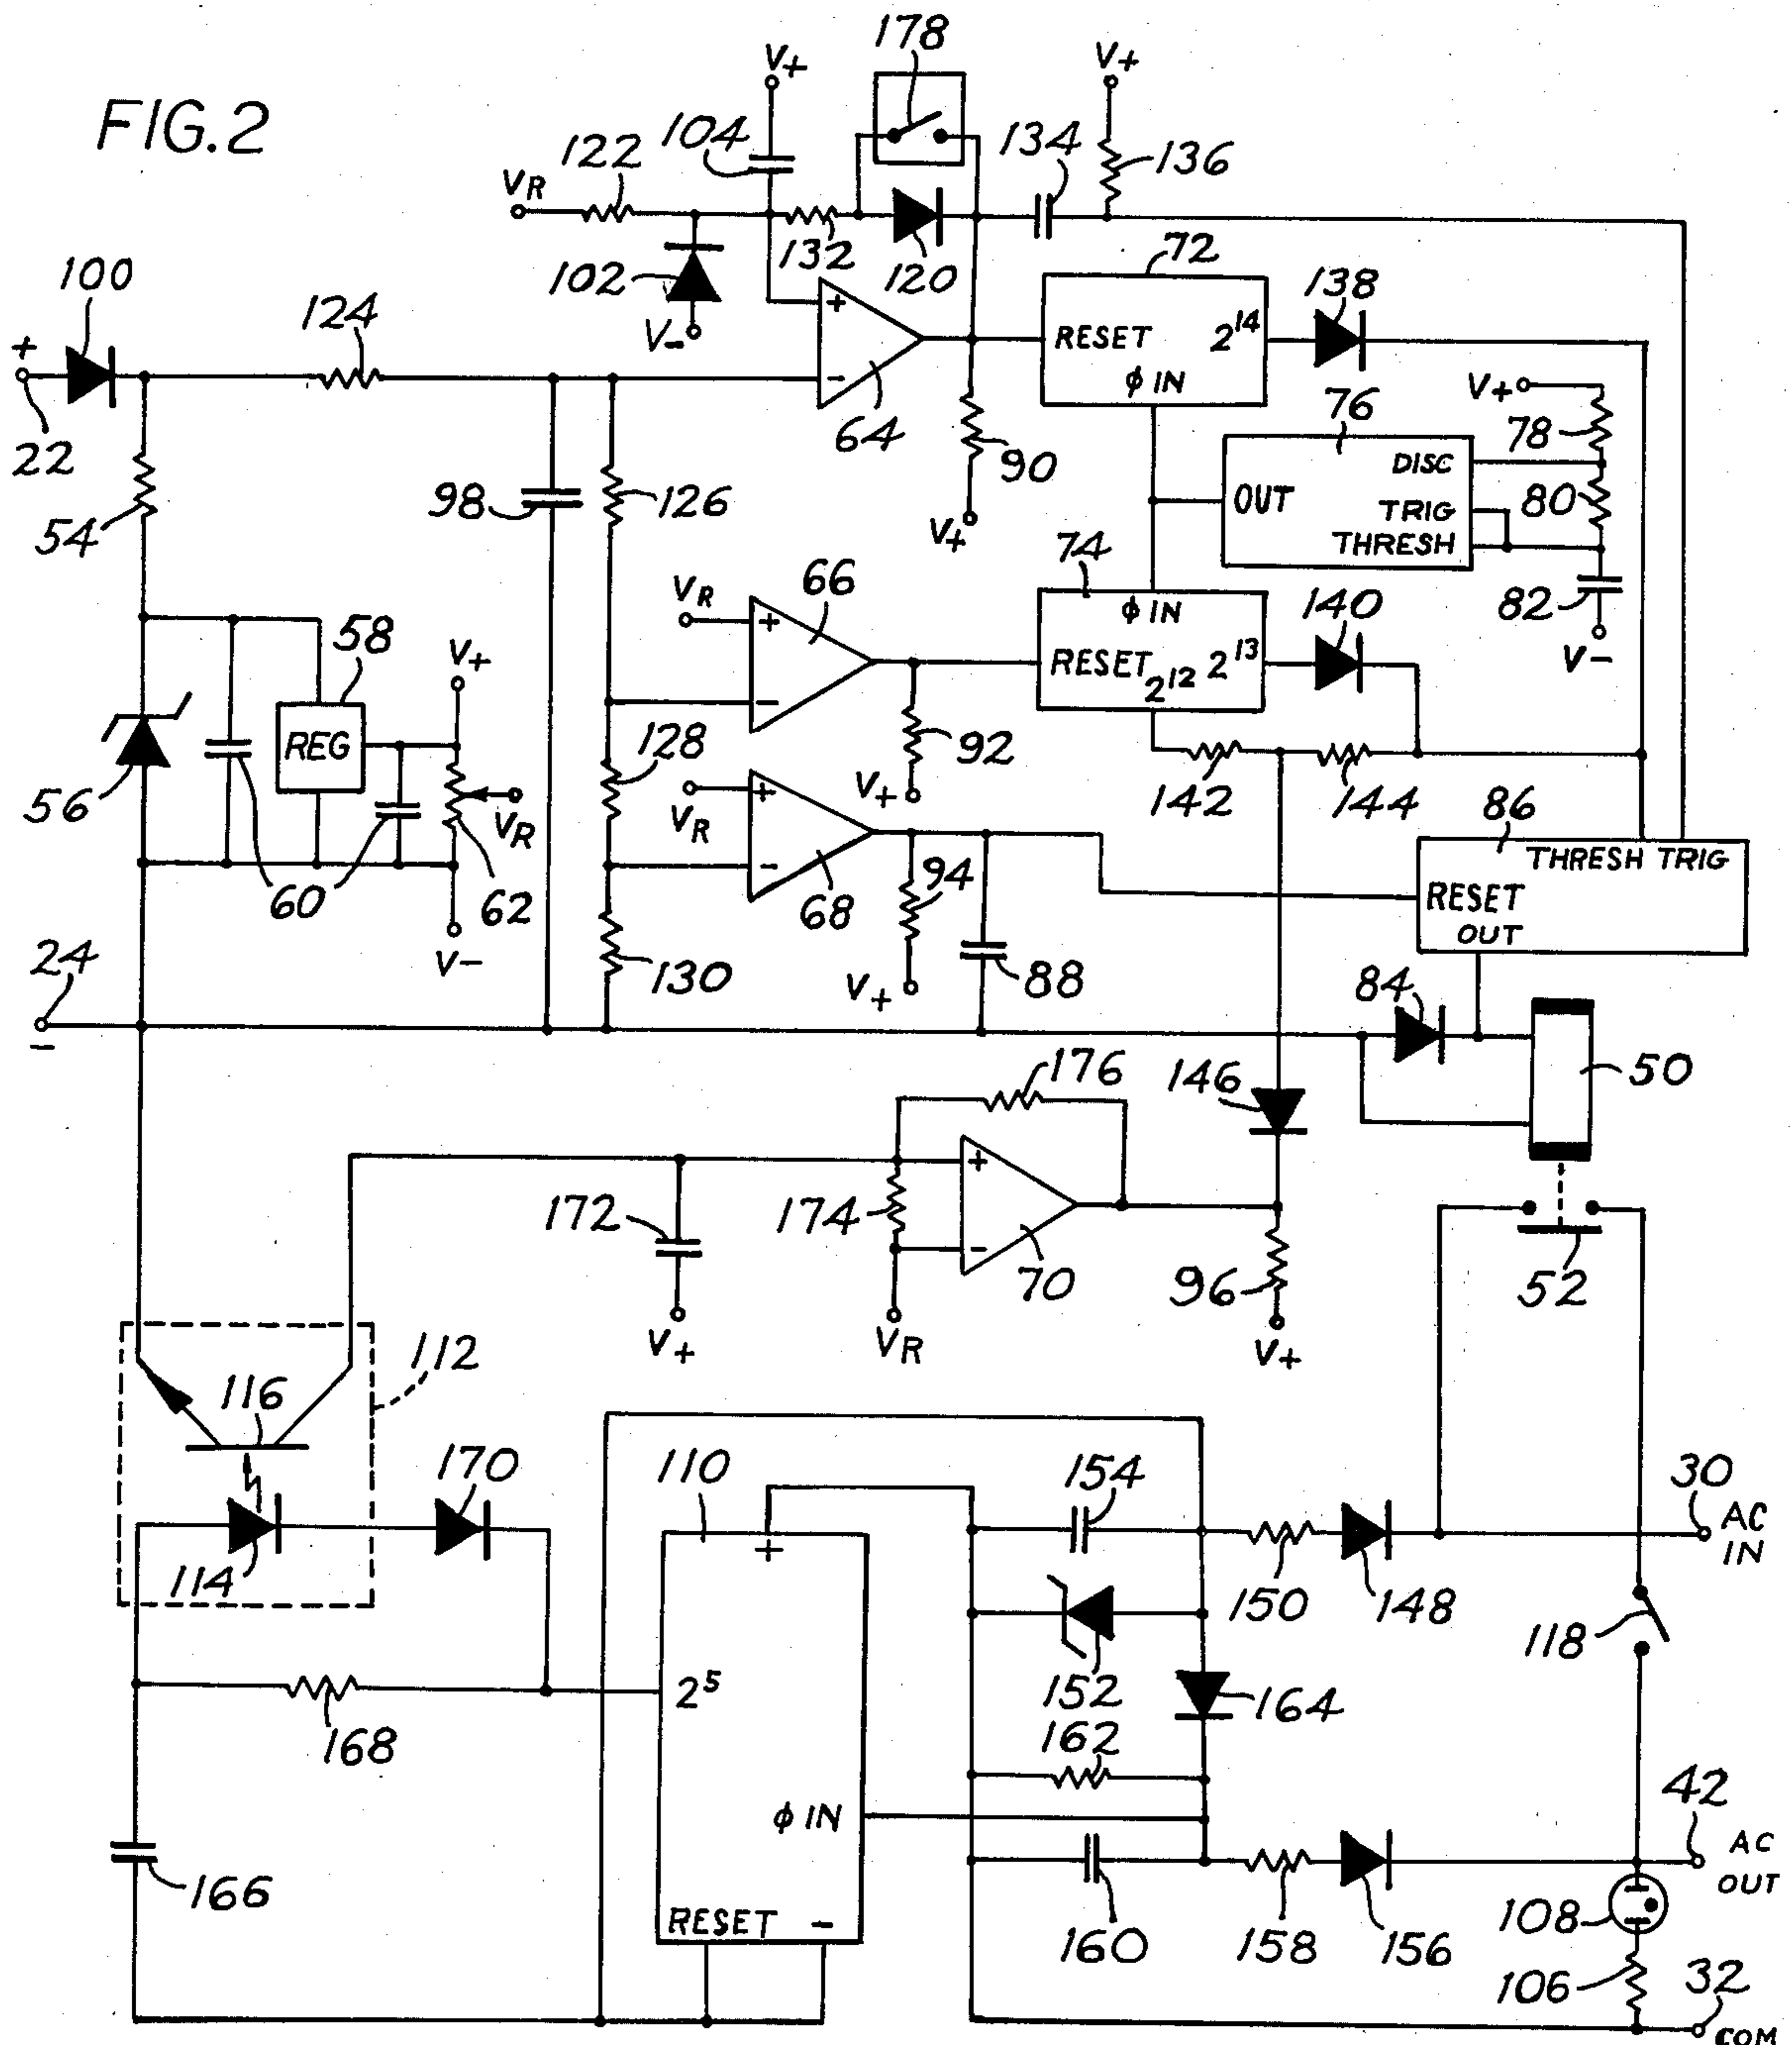 FIG.2
178
V+
V+
104
134
136
122
VR
132
120
72
102
V-
100
124
+
22
+
-
64
RESET 2^14
φ IN
138
V+
78
76
DISC
OUT
TRIG
THRESH
80
82
V-
54
98
126
90
V+
74
φ IN
RESET 2^12 2^13
140
VR
66
+
-
58
V+
REG
56
VR
60
62
V-
128
92
V+
142
144
VR
+
-
68
94
V+
88
86
THRESH TRIG
RESET
OUT
24
-
130
84
50
176
146
172
V+
174
+
-
70
VR
96
V+
52
112
116
170
114
110
+
154
30
AC
IN
150
148
118
2^5
152
164
168
162
φ IN
42
AC
OUT
166
RESET -
160
158
156
108
106
32
COM